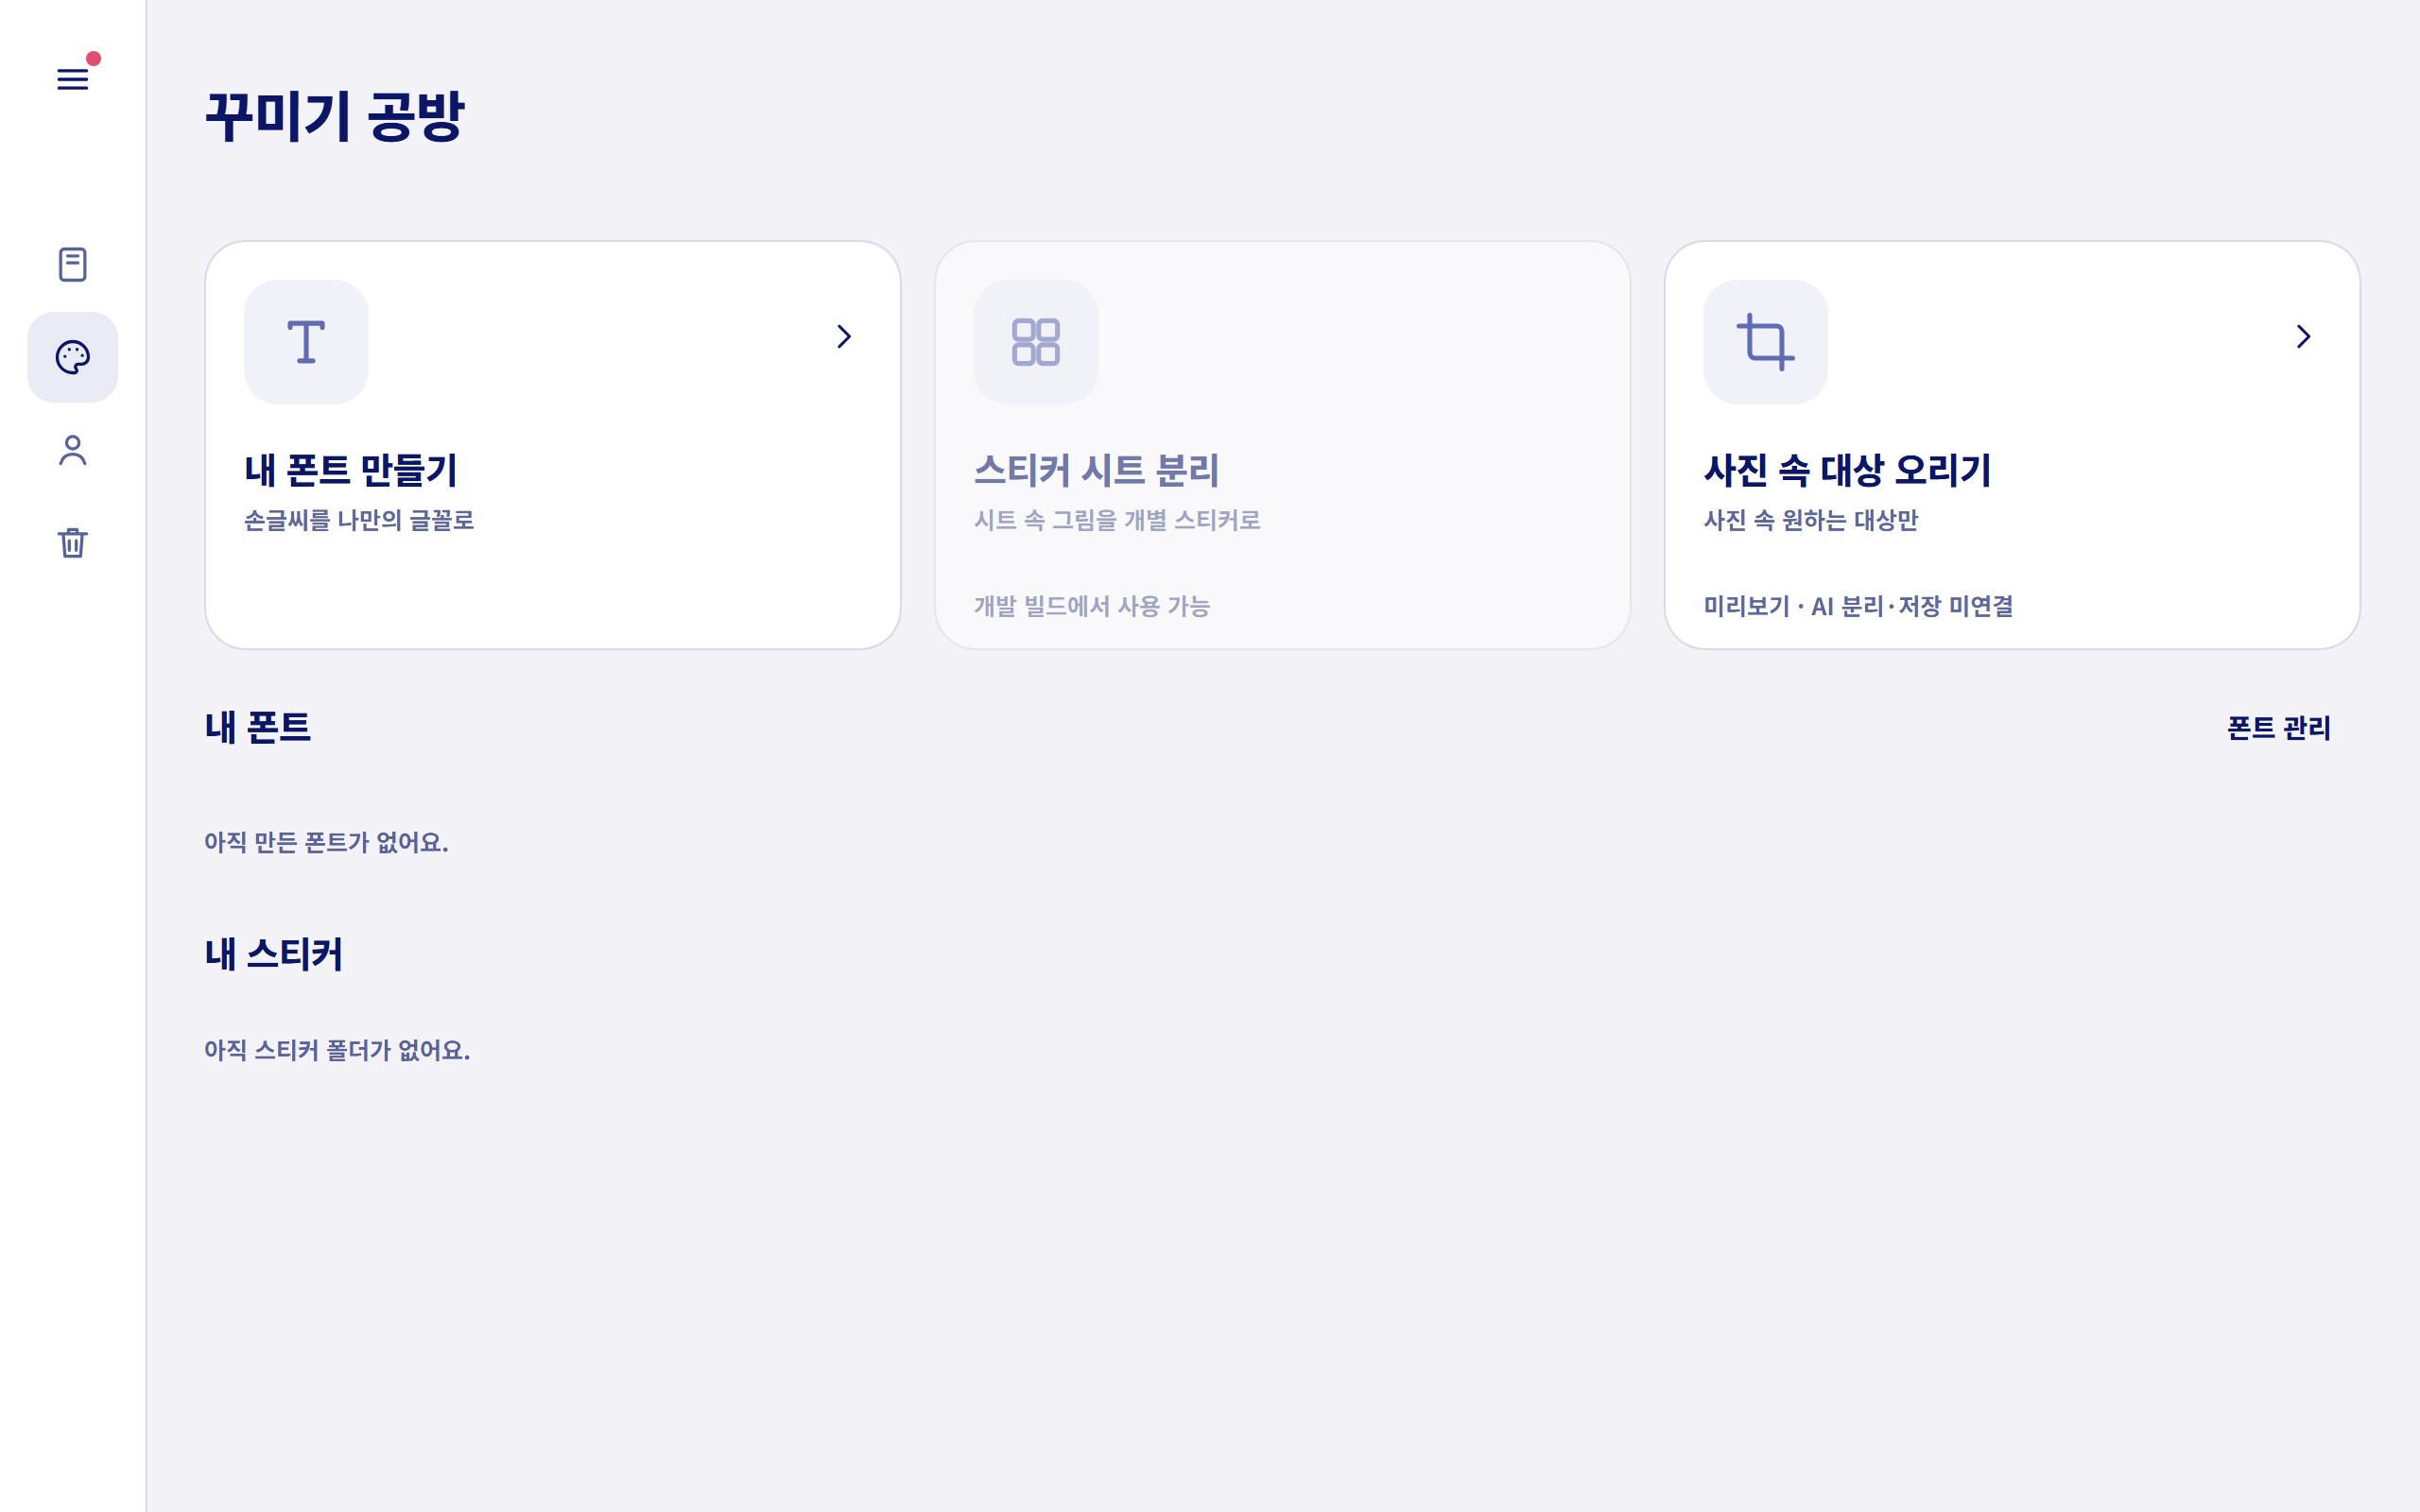 꾸미기 공방
내 폰트 만들기
손글씨를 나만의 글꼴로
스티커 시트 분리
시트 속 그림을 개별 스티커로
개발 빌드에서 사용 가능
사진 속 대상 오리기
사진 속 원하는 대상만
미리보기 · AI 분리·저장 미연결
내 폰트
폰트 관리
아직 만든 폰트가 없어요.
내 스티커
아직 스티커 폴더가 없어요.